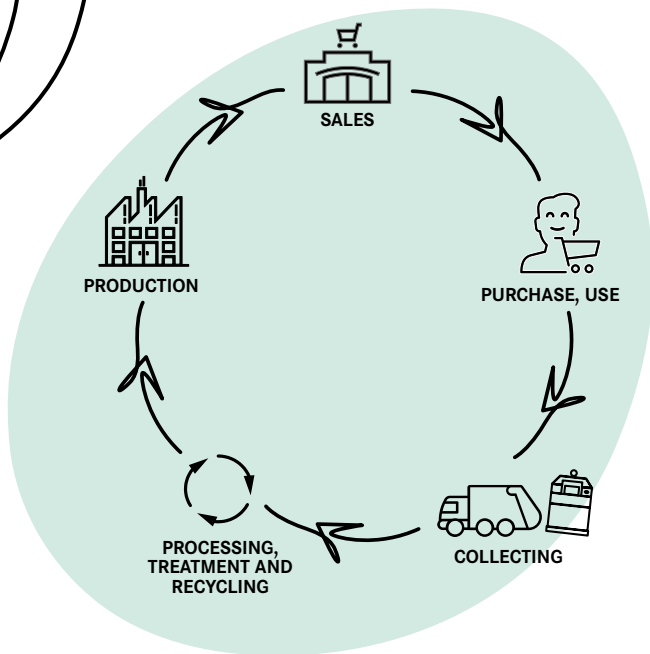 SALES
PURCHASE, USE
COLLECTING
PROCESSING,
TREATMENT AND
RECYCLING
PRODUCTION